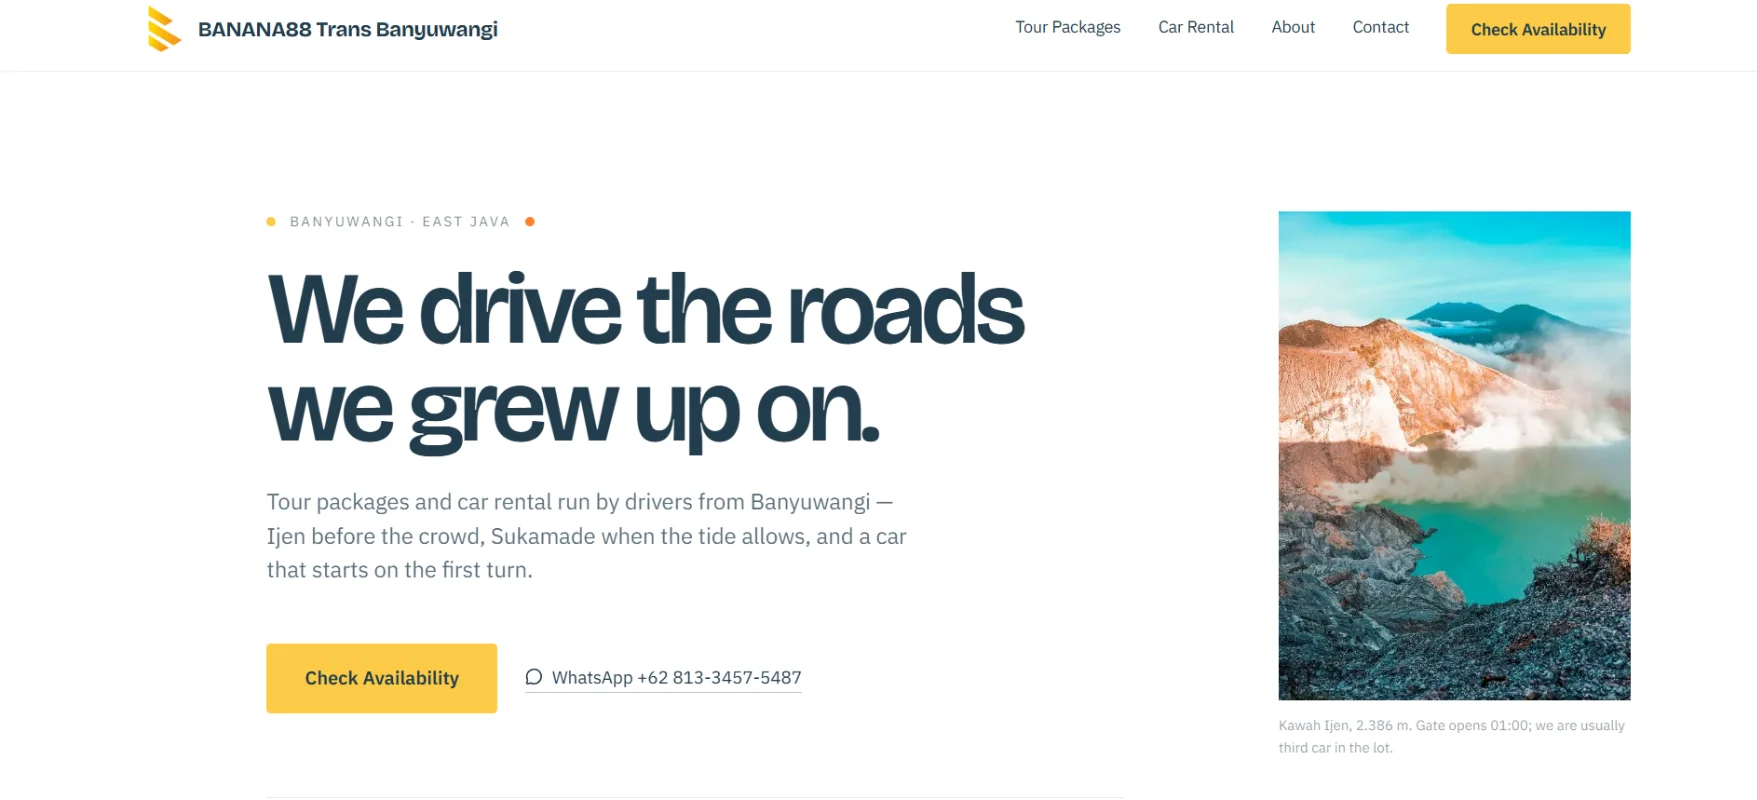 BANANA88 Trans Banyuwangi
Tour Packages
Car Rental
About
Contact
Check Availability
BANYUWANGI · EAST JAVA
We drive the roads
we grew up on.
Tour packages and car rental run by drivers from Banyuwangi —
Ijen before the crowd, Sukamade when the tide allows, and a car
that starts on the first turn.
Check Availability
WhatsApp +62 813-3457-5487
Kawah Ijen, 2.386 m. Gate opens 01:00; we are usually
third car in the lot.